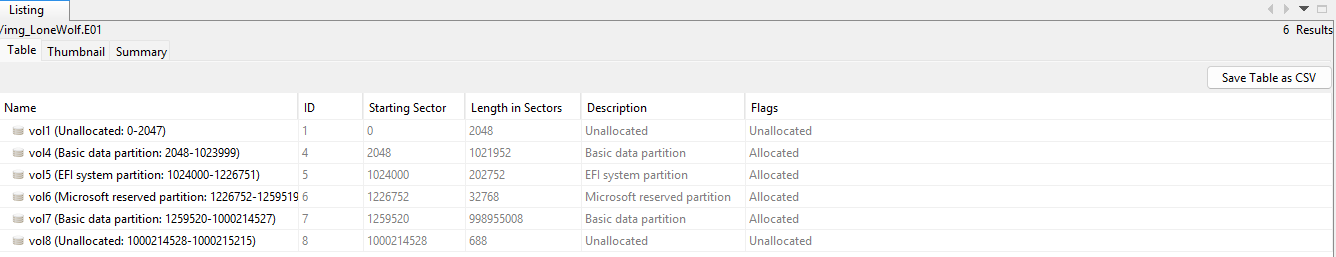 Listing
/img_LoneWolf.E01
6 Results
Table Thumbnail Summary
Save Table as CSV
Name ID Starting Sector Length in Sectors Description Flags
vol1 (Unallocated: 0-2047) 1 0 2048 Unallocated Unallocated
vol4 (Basic data partition: 2048-1023999) 4 2048 1021952 Basic data partition Allocated
vol5 (EFI system partition: 1024000-1226751) 5 1024000 202752 EFI system partition Allocated
vol6 (Microsoft reserved partition: 1226752-1259519 6 1226752 32768 Microsoft reserved partition Allocated
vol7 (Basic data partition: 1259520-1000214527) 7 1259520 998955008 Basic data partition Allocated
vol8 (Unallocated: 1000214528-1000215215) 8 1000214528 688 Unallocated Unallocated